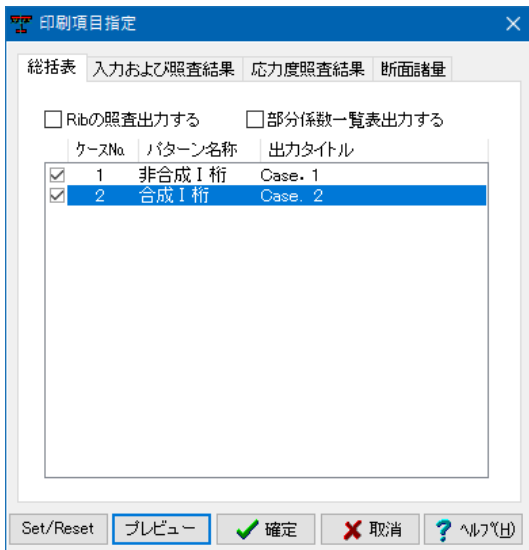 印刷項目指定
総括表 入力および照査結果 応力度照査結果 断面諸量
Ribの照査出力する 部分係数一覧表出力する
ｹｰｽNo. パターン名称 出力タイトル
1 非合成Ｉ桁 Case. 1
2 合成Ｉ桁 Case. 2
Set/Reset プレビュー 確定 取消 ? ﾍﾙﾌﾟ(H)